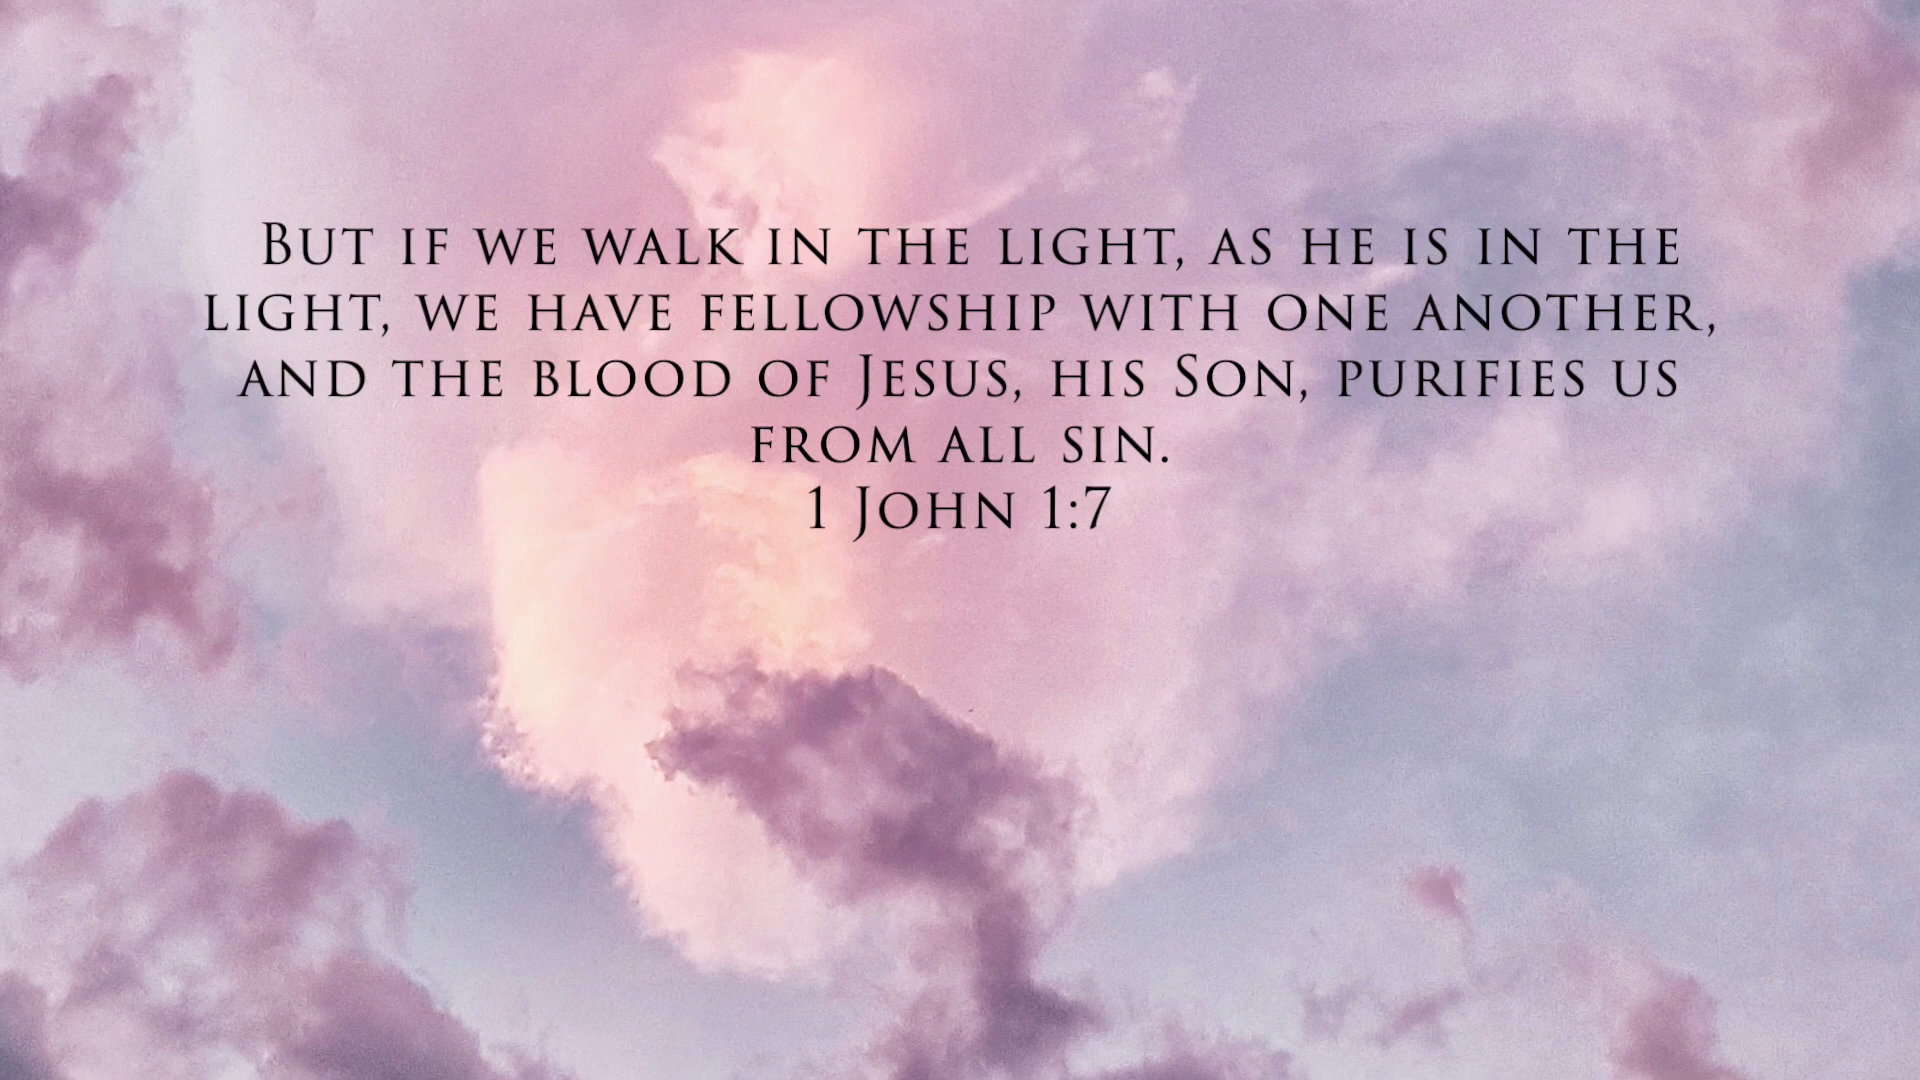 But if we walk in the light, as he is in the
light, we have fellowship with one another,
and the blood of Jesus, his Son, purifies us
from all sin.
1 John 1:7